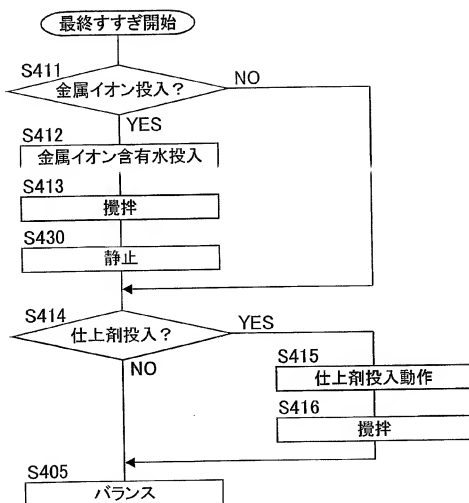 最終すすぎ開始
S411
NO
金属イオン投入?
YES
S412
金属イオン含有水投入
S413
攪拌
S430
静止
S414
仕上剤投入?
YES
NO
S415
仕上剤投入動作
S416
攪拌
S405
バランス